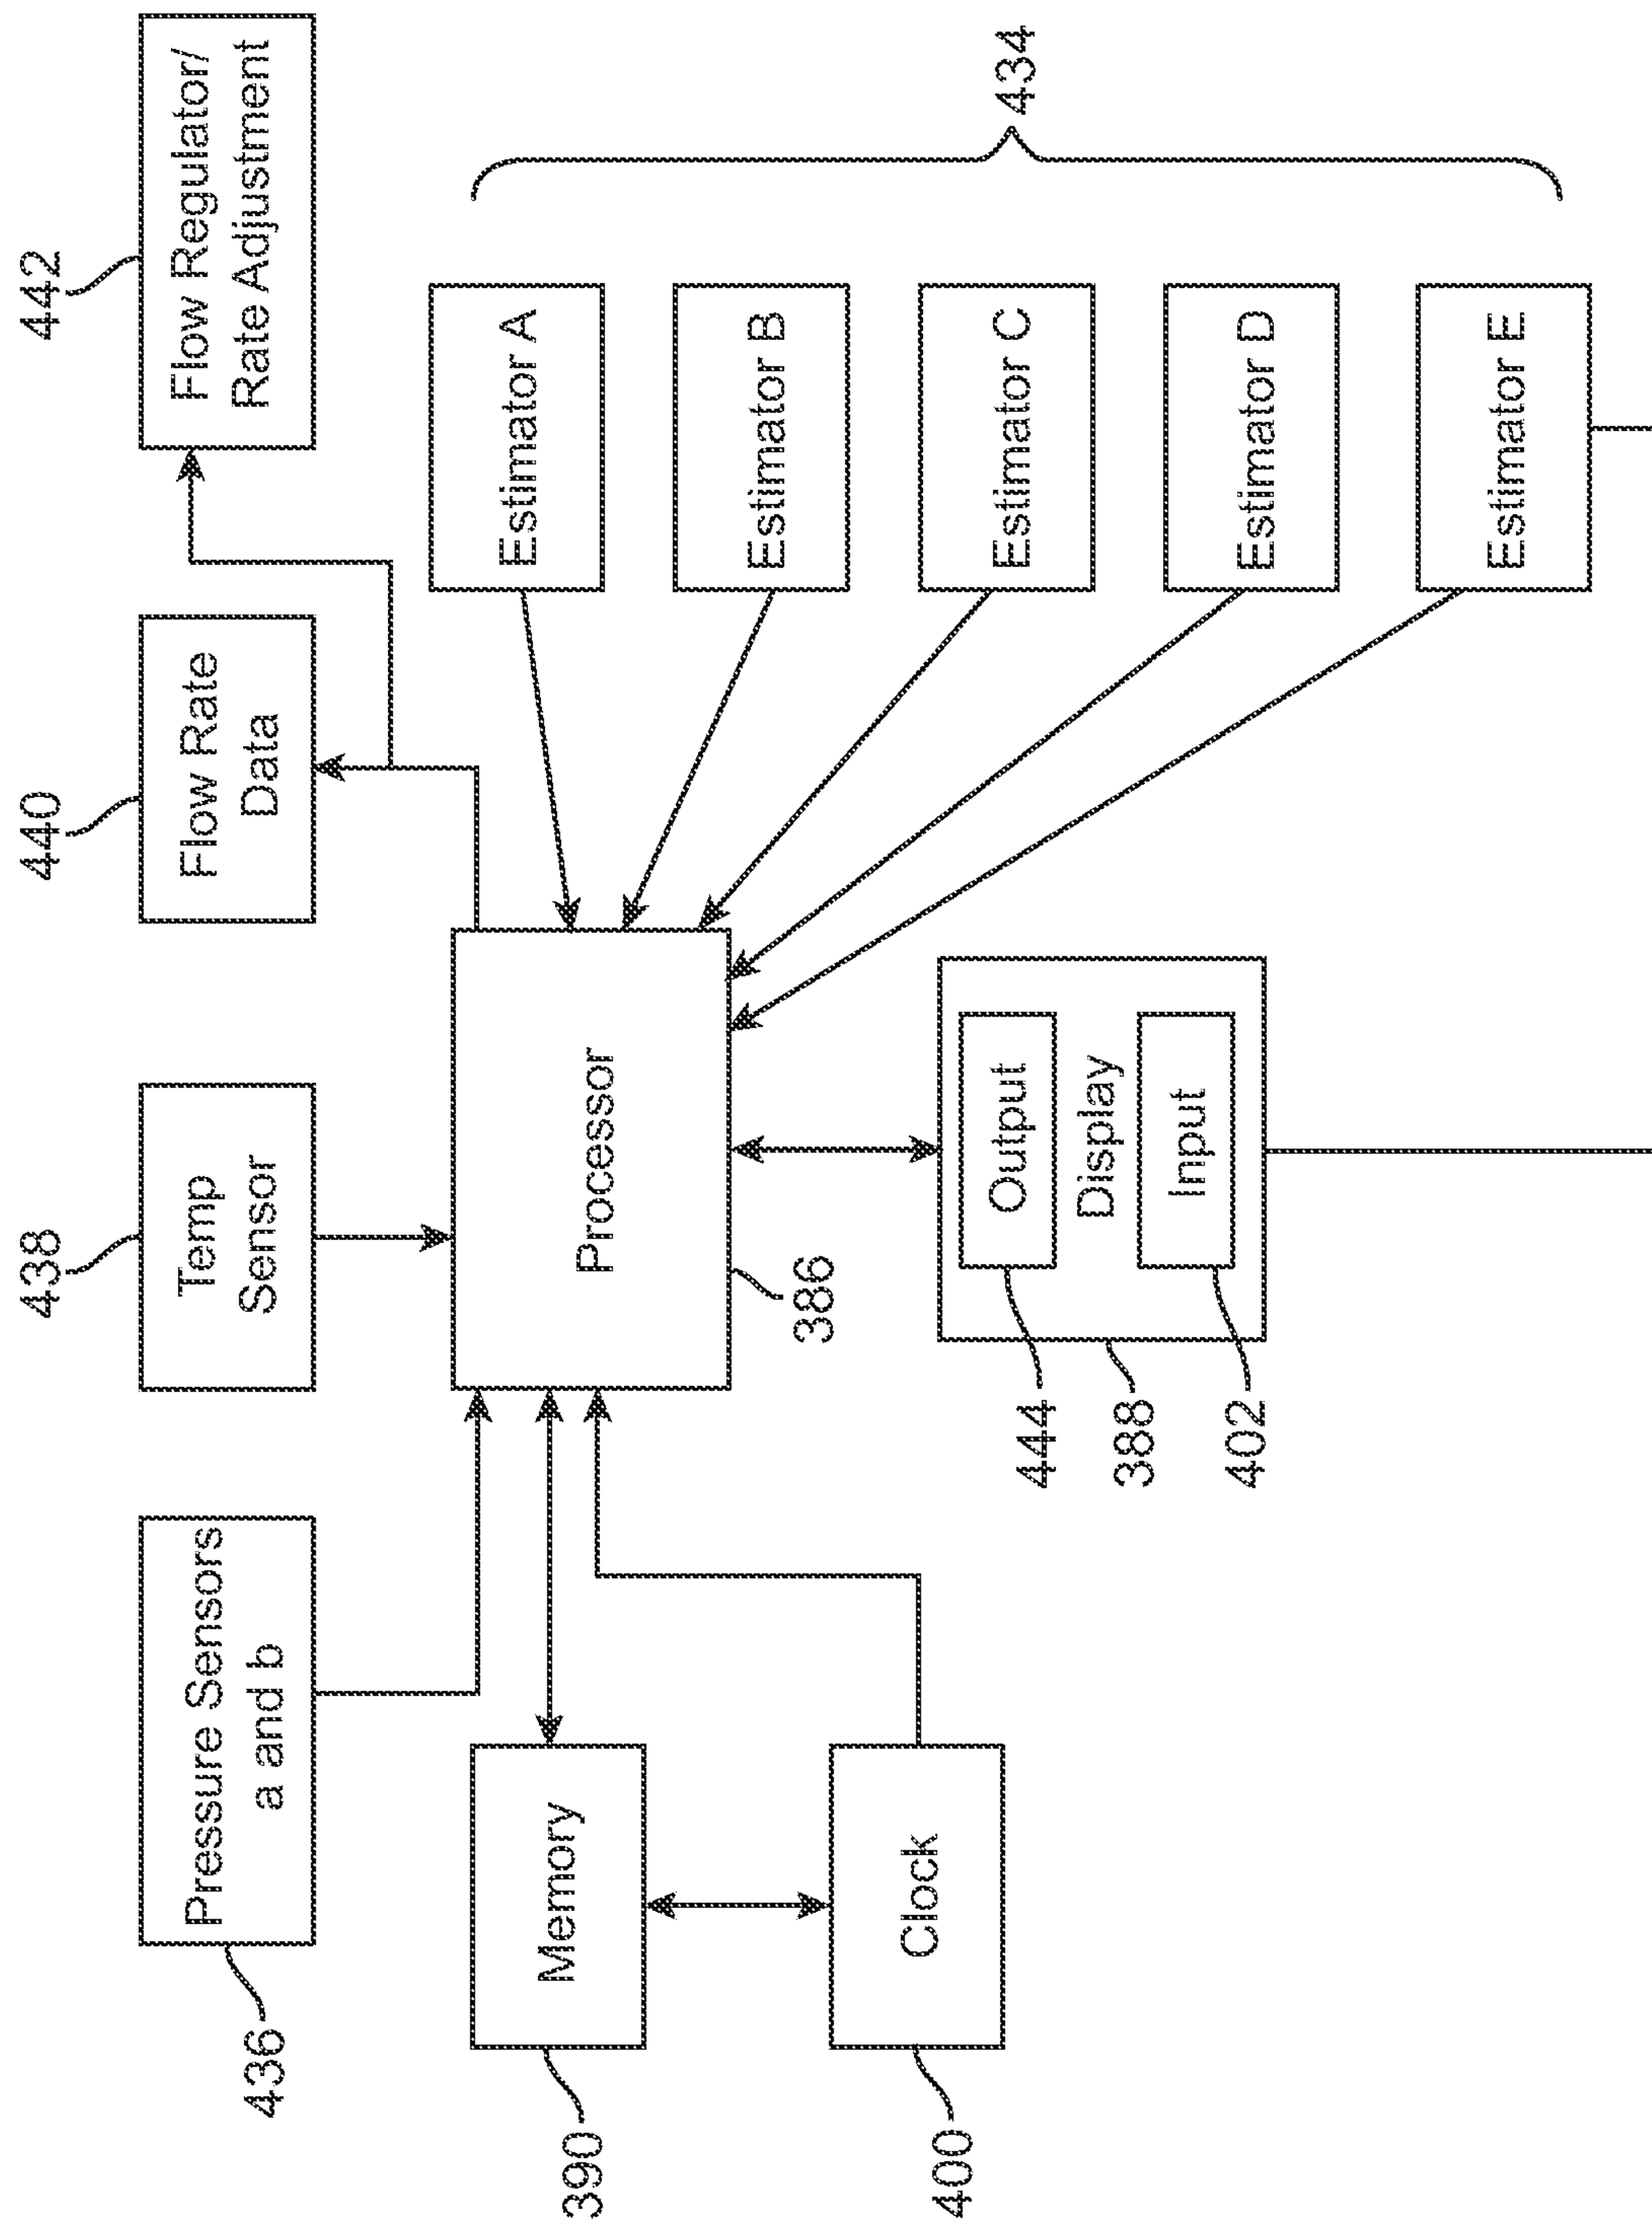 436
Pressure Sensors
a and b
438
Temp
Sensor
440
Flow Rate
Data
442
Flow Regulator/
Rate Adjustment
390
Memory
400
Clock
Processor
386
444
Output
388
Display
402
Input
Estimator A
Estimator B
Estimator C
Estimator D
Estimator E
434